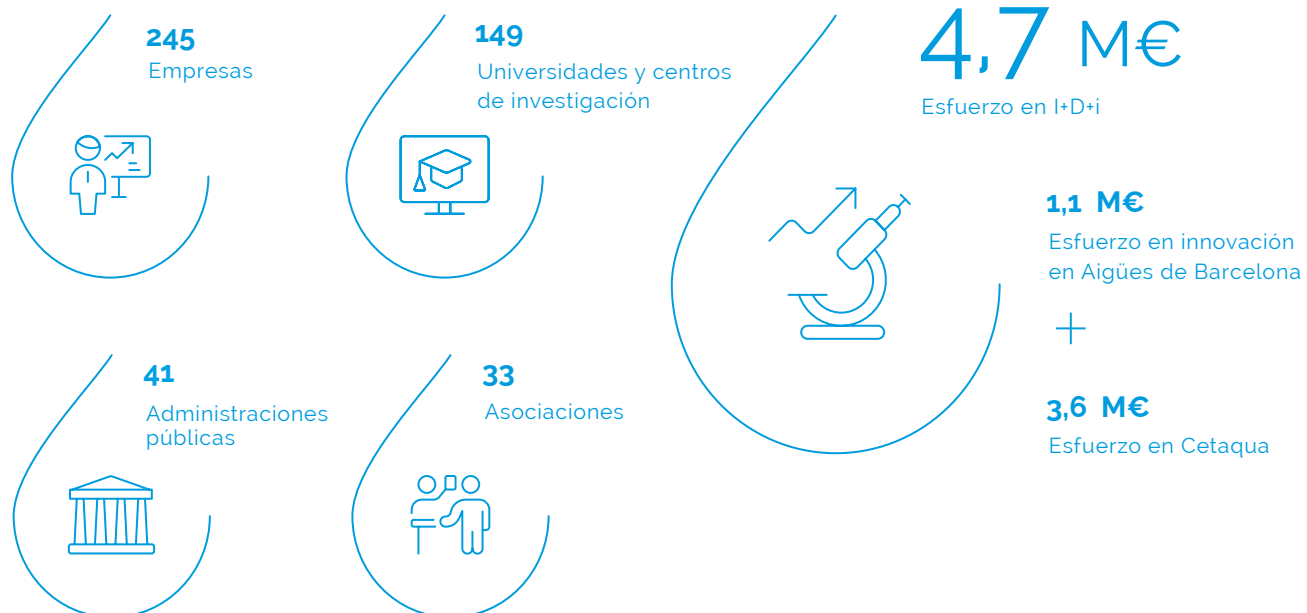 245
Empresas
149
Universidades y centros
de investigación
4,7 M€
Esfuerzo en I+D+i
1,1 M€
Esfuerzo en innovación
en Aigües de Barcelona
+
3,6 M€
Esfuerzo en Cetaqua
41
Administraciones
públicas
33
Asociaciones